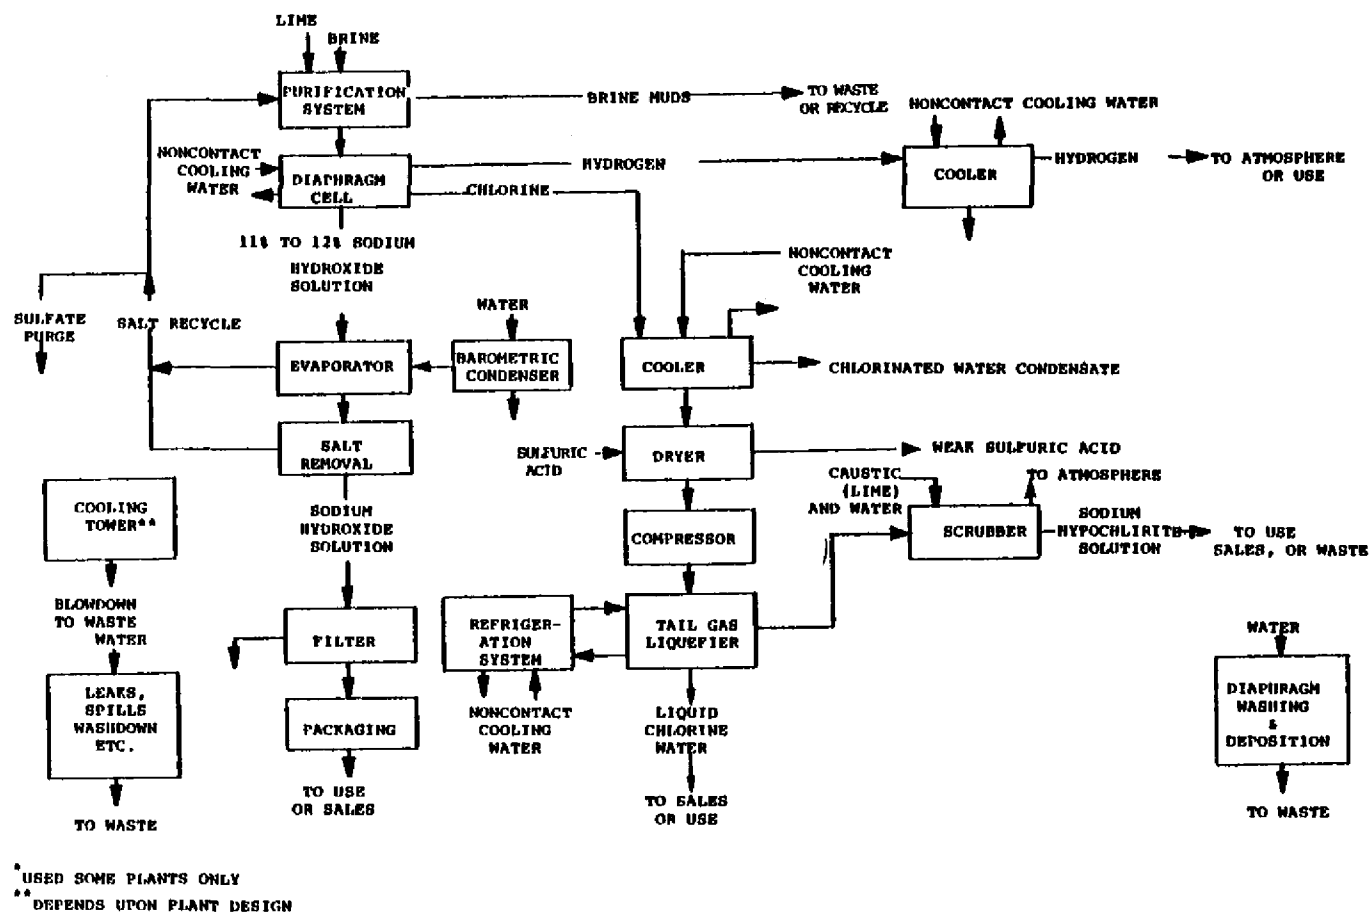 LIME
BRINE
PURIFICATION
SYSTEM
BRINE MUDS
TO WASTE
OR RECYCLE
NONCONTACT COOLING WATER
NONCONTACT
COOLING
WATER
DIAPHRAGM
CELL
HYDROGEN
CHLORINE
COOLER
HYDROGEN
TO ATMOSPHERE
OR USE
11% TO 12% SODIUM
HYDROXIDE
SOLUTION
NONCONTACT
COOLING
WATER
SULFATE
PURGE
SALT RECYCLE
WATER
EVAPORATOR
BAROMETRIC
CONDENSER
COOLER
CHLORINATED WATER CONDENSATE
SALT
REMOVAL
SULFURIC
ACID
DRYER
WEAK SULFURIC ACID
CAUSTIC
(LIME)
AND WATER
TO ATMOSPHERE
COOLING
TOWER**
SODIUM
HYDROXIDE
SOLUTION
COMPRESSOR
SCRUBBER
SODIUM
HYPOCHLIRITE
SOLUTION
TO USE
SALES, OR WASTE
BLOWDOWN
TO WASTE
WATER
FILTER
REFRIGER-
ATION
SYSTEM
TAIL GAS
LIQUEFIER
WATER
LEAKS,
SPILLS
WASHDOWN
ETC.
PACKAGING
NONCONTACT
COOLING
WATER
LIQUID
CHLORINE
WATER
DIAPHRAGM
WASHING
&
DEPOSITION
TO WASTE
TO USE
OR SALES
TO SALES
OR USE
TO WASTE
*USED SOME PLANTS ONLY
**DEPENDS UPON PLANT DESIGN